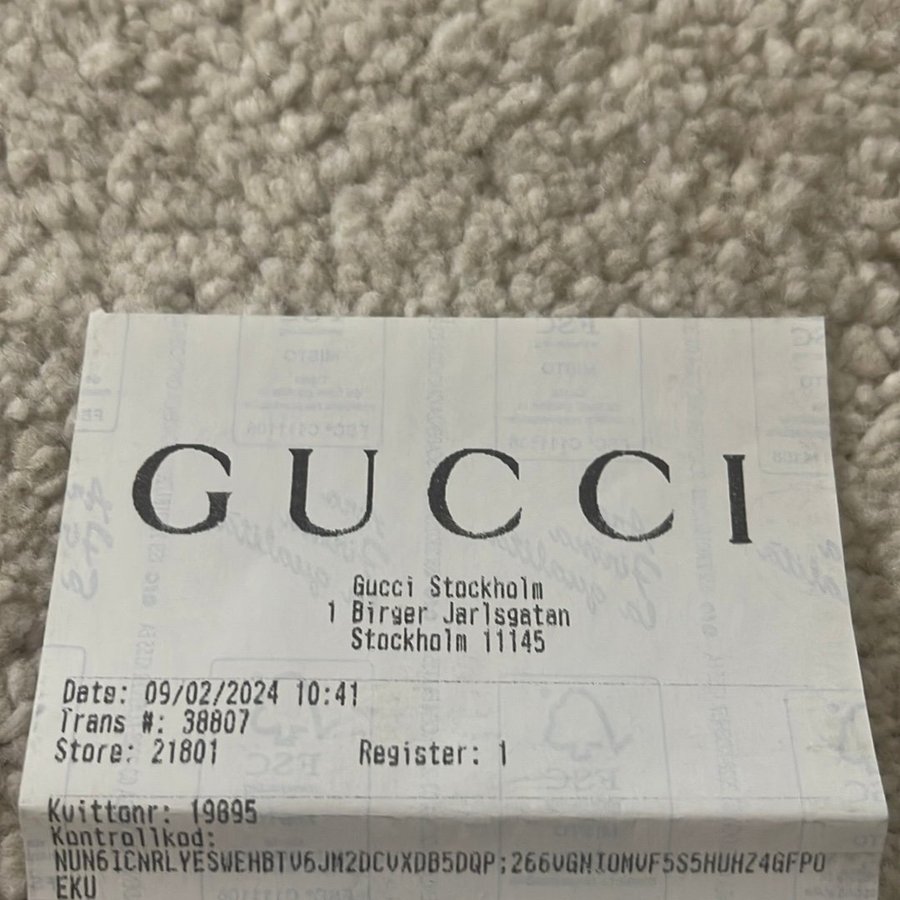 GUCCI
Gucci Stockholm
1 Birger Jarlsgatan
Stockholm 11145
Date: 09/02/2024 10:41
Trans #: 38807
Store: 21801 Register: 1
Kvittonr: 19895
Kontrollkod:
NUN6ICNRLYESWEHBTV6JM2DCVXDB5DQP;266VGNIOMVF5S5HUHZ4GFPO
EKU